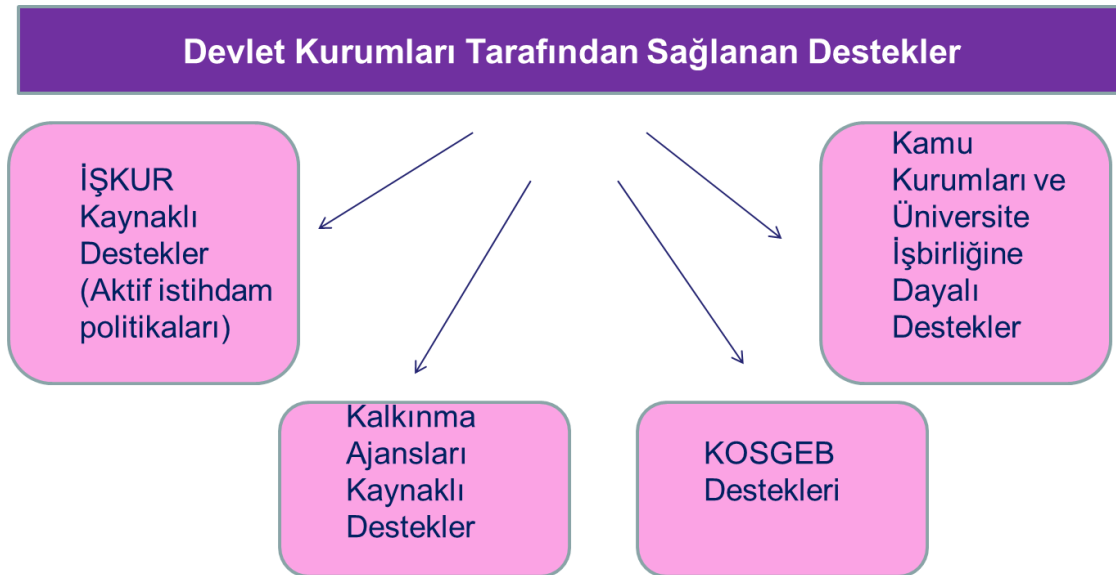 Devlet Kurumları Tarafından Sağlanan Destekler
İŞKUR
Kaynaklı
Destekler
(Aktif istihdam
politikaları)
Kalkınma
Ajansları
Kaynaklı
Destekler
KOSGEB
Destekleri
Kamu
Kurumları ve
Üniversite
İşbirliğine
Dayalı
Destekler